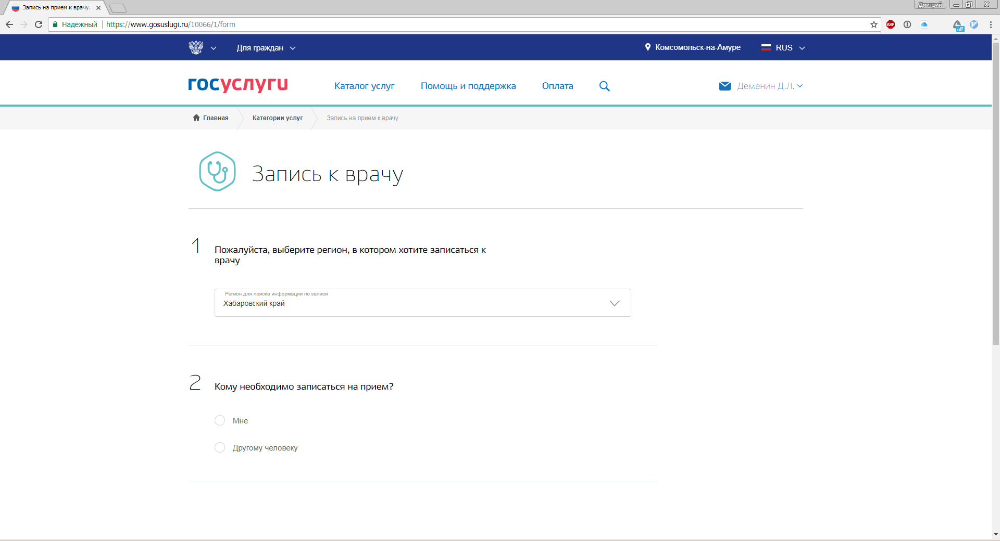 Запись на прием к врачу.
Дмитрий
Надежный https://www.gosuslugi.ru/10066/1/form
ABP
off
Для граждан
Комсомольск-на-Амуре
RUS
госуслуги
Каталог услуг
Помощь и поддержка
Оплата
Деменин Д.Л.
Главная
Категории услуг
Запись на прием к врачу
Запись к врачу
1
Пожалуйста, выберите регион, в котором хотите записаться к
врачу
Регион для поиска информации по записи
Хабаровский край
2
Кому необходимо записаться на прием?
Мне
Другому человеку